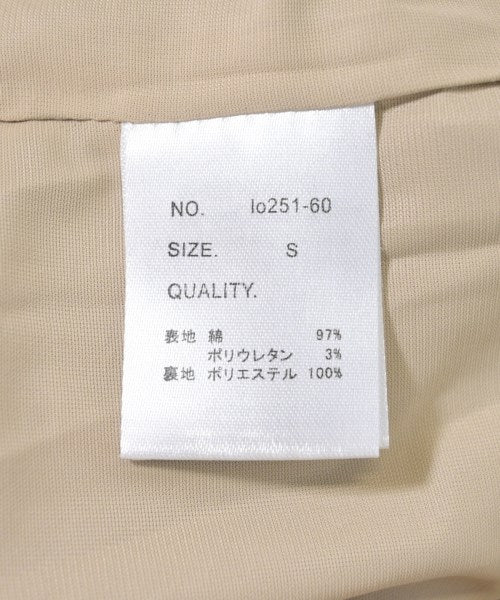 NO. lo251-60
SIZE. S
QUALITY.
表地 綿 97%
ポリウレタン 3%
裏地 ポリエステル 100%